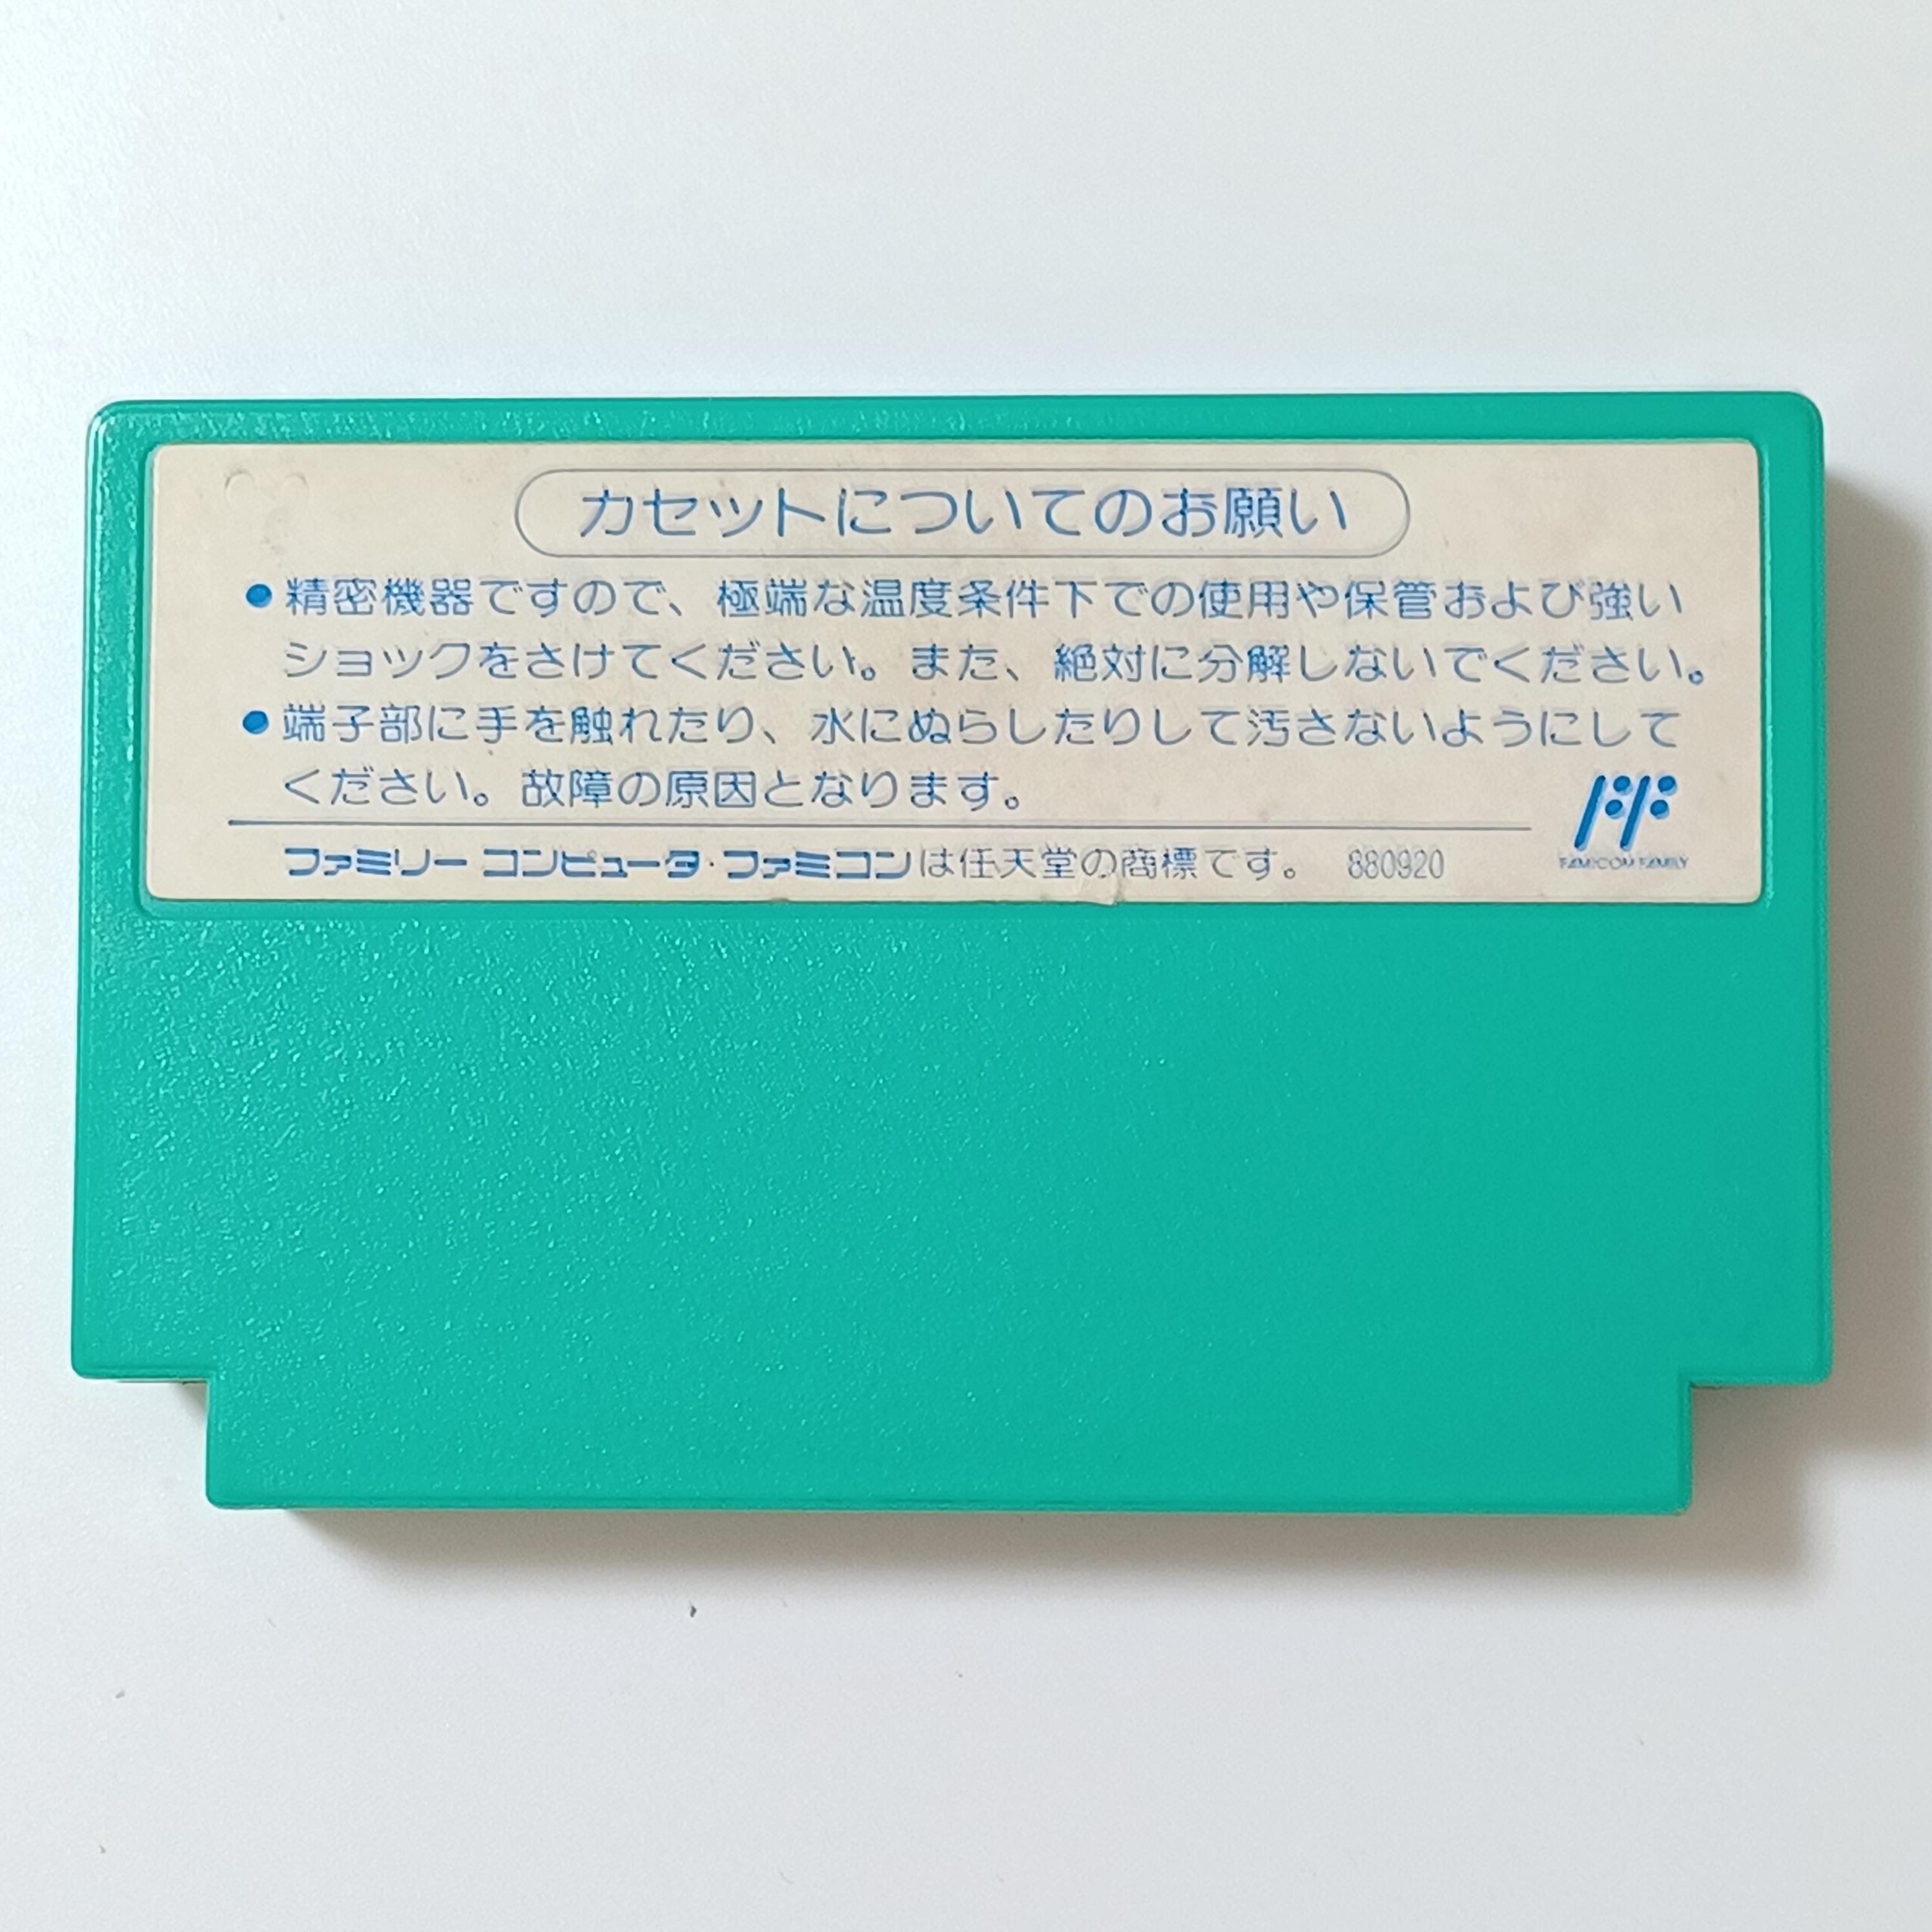 カセットについてのお願い
●精密機器ですので、極端な温度条件下での使用や保管および強い
ショックをさけてください。また、絶対に分解しないでください。
●端子部に手を触れたり、水にぬらしたりして汚さないようにして
ください。故障の原因となります。
FF
FAMICOM FAMILY
ファミリー コンピュータ・ファミコンは任天堂の商標です。 880920